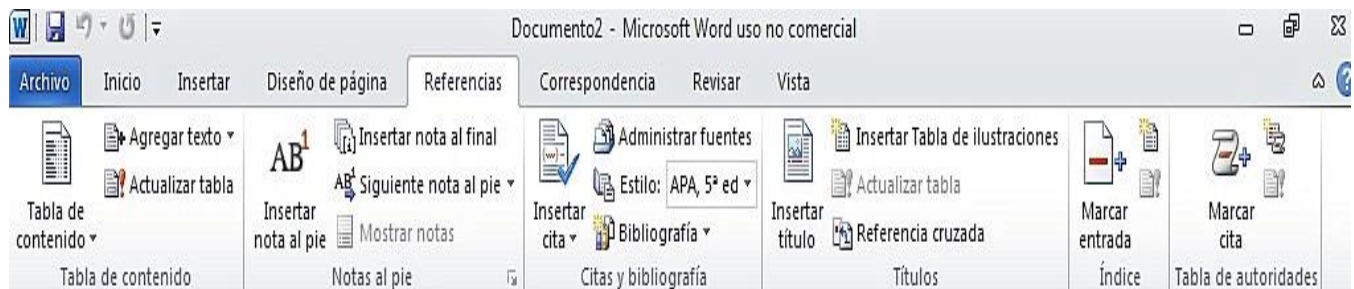 Documento2 - Microsoft Word uso no comercial
Archivo Inicio Insertar Diseño de página Referencias Correspondencia Revisar Vista
Tabla de contenido
Agregar texto
Actualizar tabla
Tabla de contenido
AB1
Insertar nota al pie
Insertar nota al final
Siguiente nota al pie
Mostrar notas
Notas al pie
Insertar cita
Administrar fuentes
Estilo: APA, 5ª ed
Bibliografía
Citas y bibliografía
Insertar título
Insertar Tabla de ilustraciones
Actualizar tabla
Referencia cruzada
Títulos
Marcar entrada
Índice
Marcar cita
Tabla de autoridades